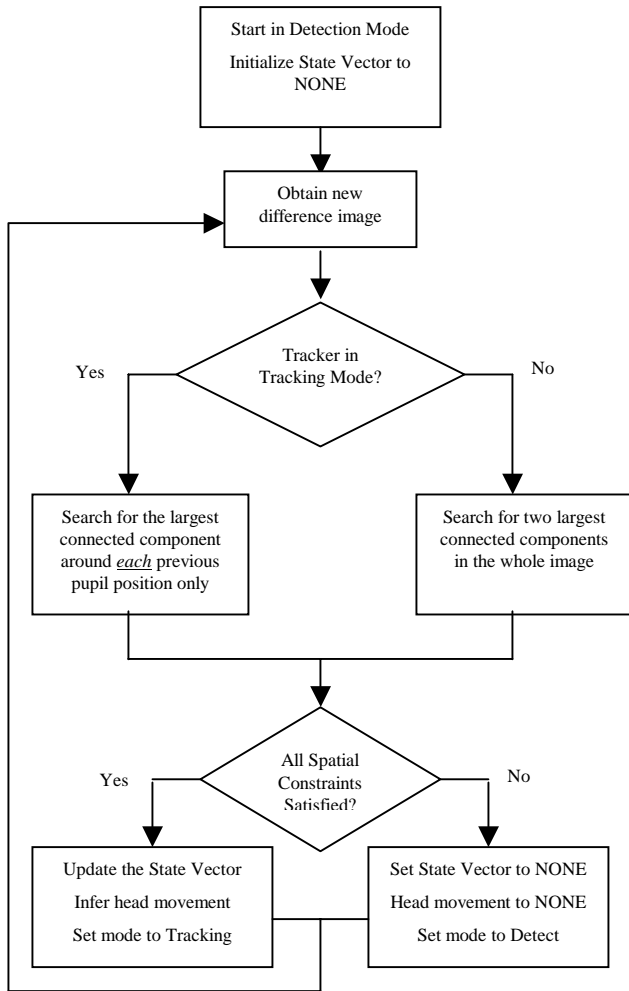 Start in Detection Mode
Initialize State Vector to
NONE
Obtain new
difference image
Tracker in
Tracking Mode?
Yes
No
Search for the largest
connected component
around each previous
pupil position only
Search for two largest
connected components
in the whole image
All Spatial
Constraints
Satisfied?
Yes
No
Update the State Vector
Infer head movement
Set mode to Tracking
Set State Vector to NONE
Head movement to NONE
Set mode to Detect